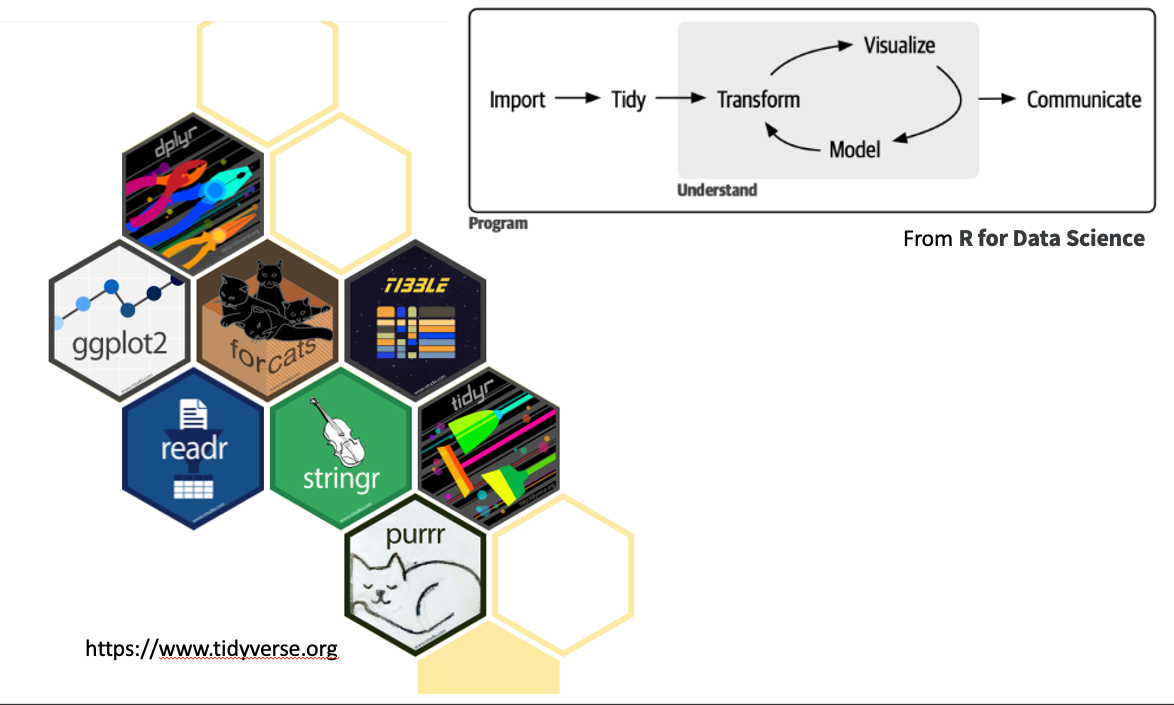 Visualize
Import
Tidy
Transform
Communicate
Model
Understand
Program
From R for Data Science
dplyr
ggplot2
forcats
TIBBLE
readr
stringr
tidyr
purrr
https://www.tidyverse.org